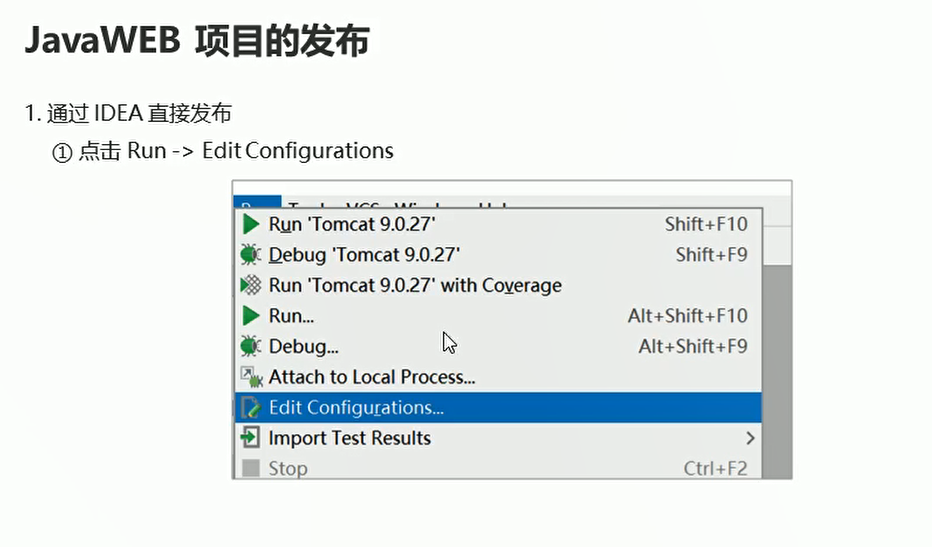 JavaWEB 项目的发布
1. 通过 IDEA 直接发布
① 点击 Run -> Edit Configurations
Run 'Tomcat 9.0.27' Shift+F10
Debug 'Tomcat 9.0.27' Shift+F9
Run 'Tomcat 9.0.27' with Coverage
Run... Alt+Shift+F10
Debug... Alt+Shift+F9
Attach to Local Process...
Edit Configurations...
Import Test Results
Stop Ctrl+F2